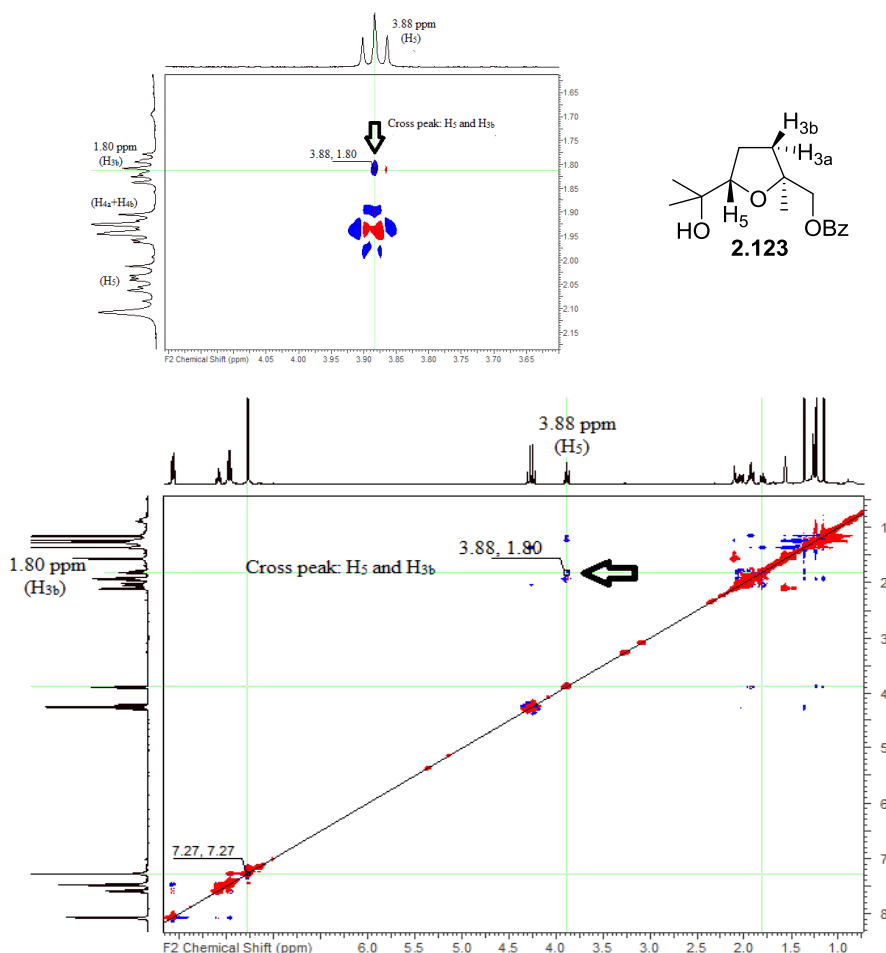 3.88 ppm
(H5)
Cross peak: H5 and H3b
3.88, 1.80
1.80 ppm
(H3b)
(H4a+H4b)
(H5)
1.65
1.70
1.75
1.80
1.85
1.90
1.95
2.00
2.05
2.10
2.15
F2 Chemical Shift (ppm)
4.05
4.00
3.95
3.90
3.85
3.80
3.75
3.70
3.65
H3b
H3a
O
H5
HO
OBz
2.123
3.88 ppm
(H5)
3.88, 1.80
Cross peak: H5 and H3b
1.80 ppm
(H3b)
7.27, 7.27
1
2
3
4
5
6
7
8
F2 Chemical Shift (ppm)
6.0
5.5
5.0
4.5
4.0
3.5
3.0
2.5
2.0
1.5
1.0